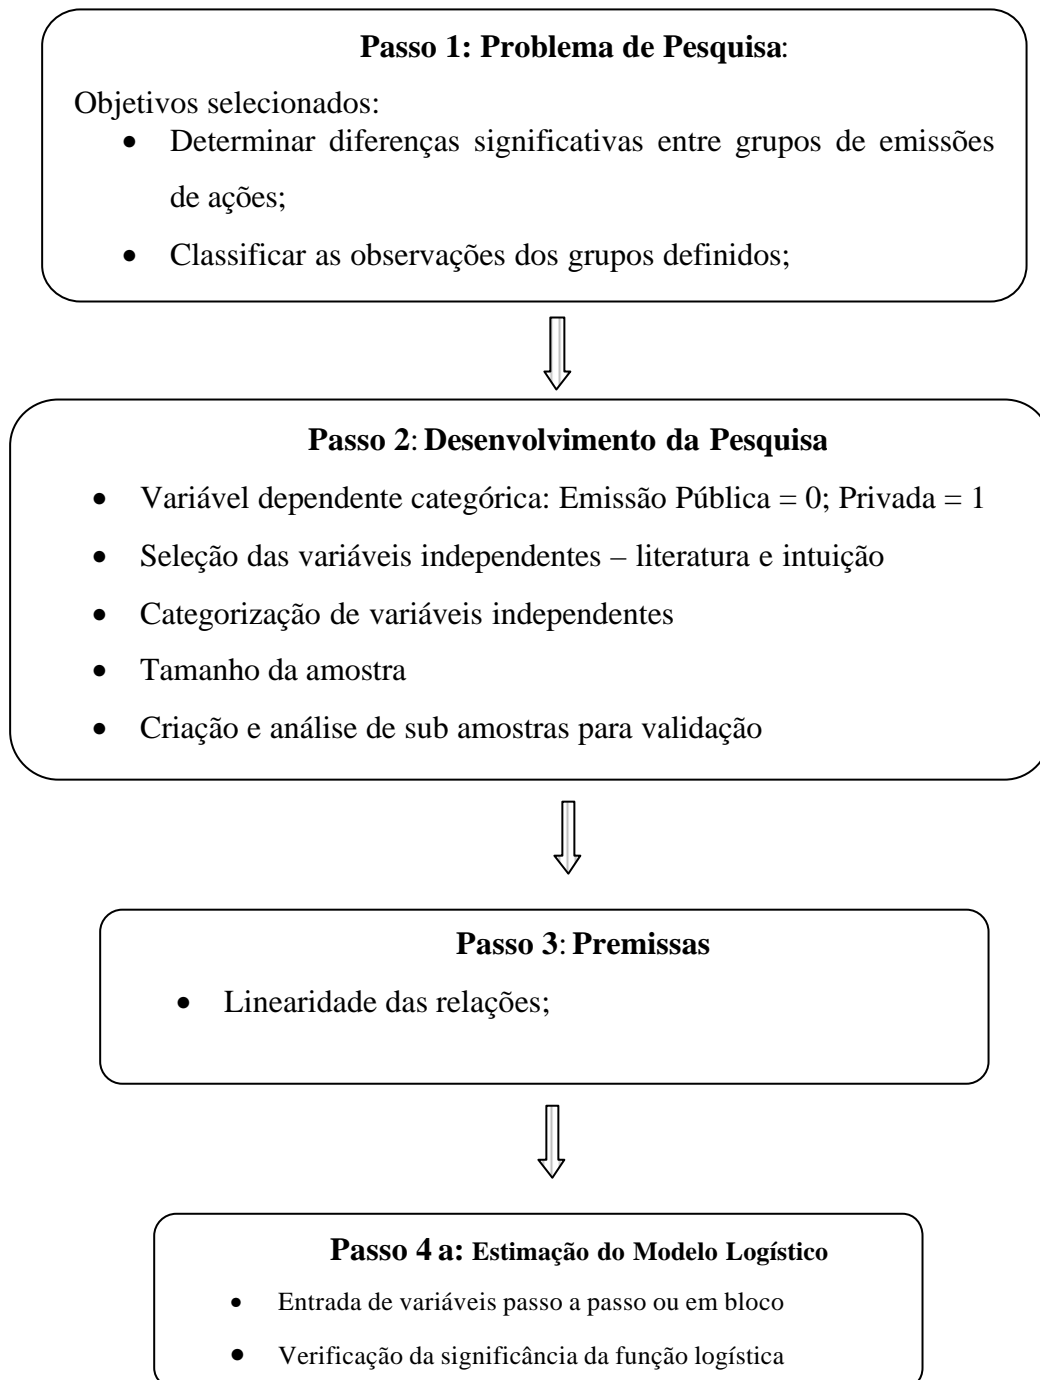 Passo 1: Problema de Pesquisa:
Objetivos selecionados:
• Determinar diferenças significativas entre grupos de emissões
de ações;
• Classificar as observações dos grupos definidos;
Passo 2: Desenvolvimento da Pesquisa
• Variável dependente categórica: Emissão Pública = 0; Privada = 1
• Seleção das variáveis independentes – literatura e intuição
• Categorização de variáveis independentes
• Tamanho da amostra
• Criação e análise de sub amostras para validação
Passo 3: Premissas
• Linearidade das relações;
Passo 4 a: Estimação do Modelo Logístico
• Entrada de variáveis passo a passo ou em bloco
• Verificação da significância da função logística